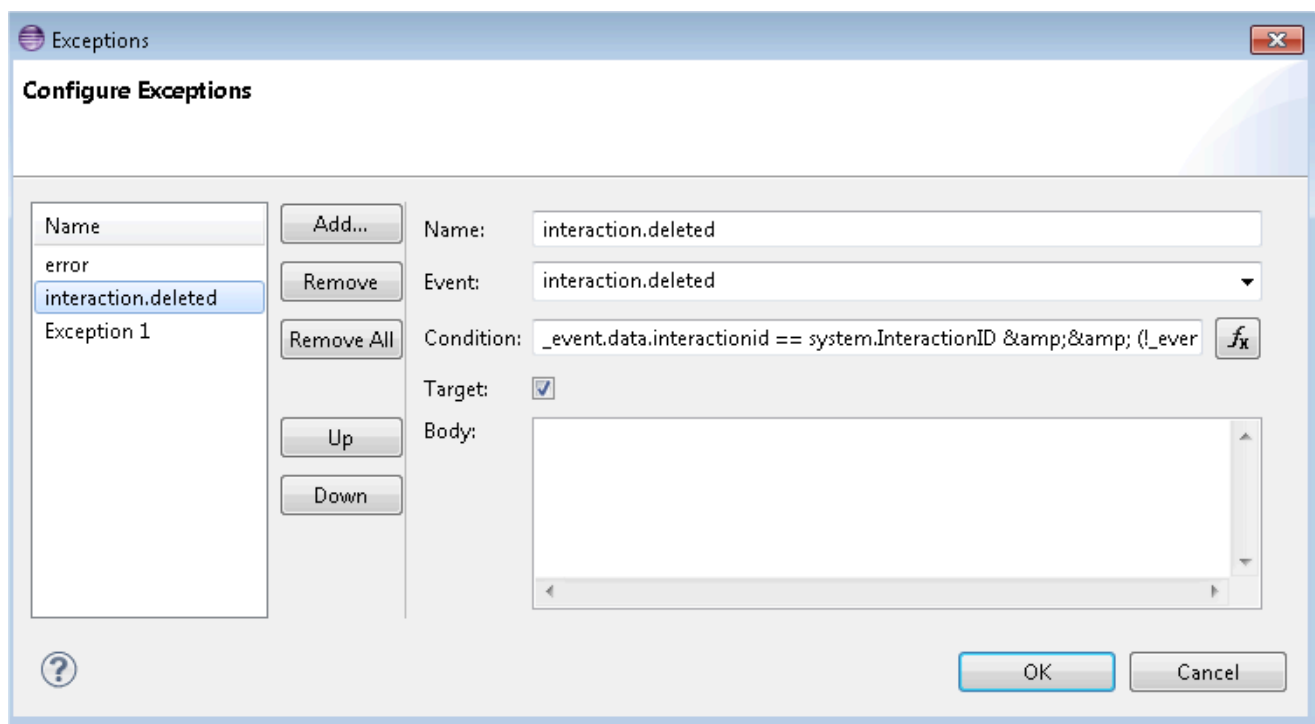 Exceptions
Configure Exceptions
Name
error
interaction.deleted
Exception 1
Add...
Remove
Remove All
Up
Down
Name: interaction.deleted
Event: interaction.deleted
Condition: _event.data.interactionid == system.InteractionID &amp;&amp; (!_ever
fx
Target:
Body:
?
OK
Cancel